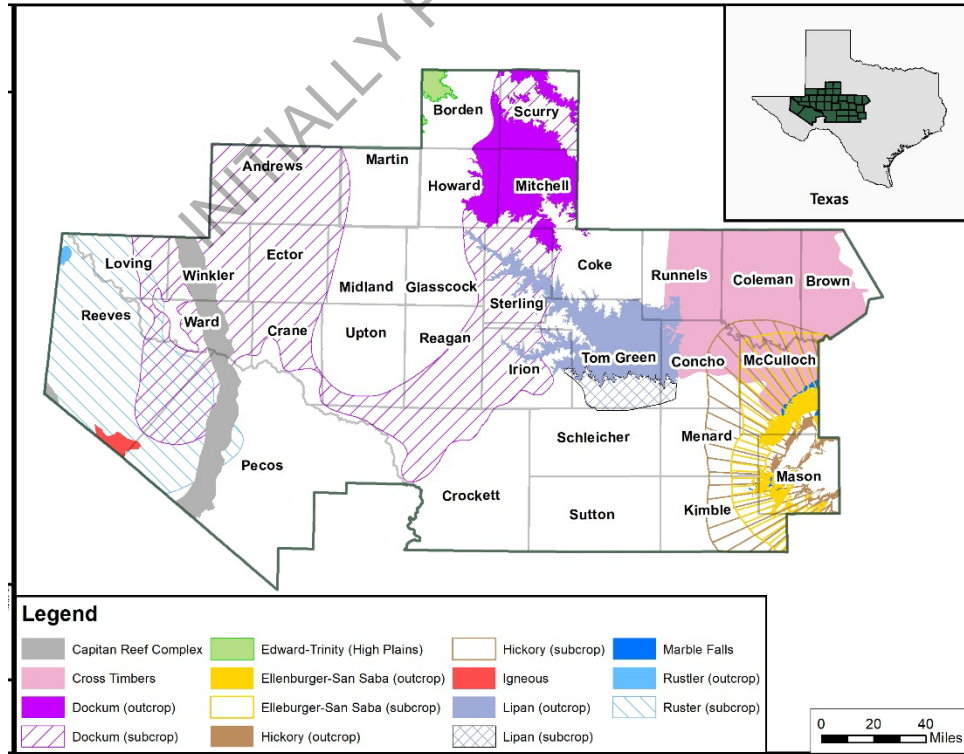 INITIALLY P
Borden
Scurry
Andrews
Martin
Howard
Mitchell
Texas
Loving
Winkler
Ector
Coke
Runnels
Coleman
Brown
Midland
Glasscock
Sterling
Reeves
Ward
Crane
Upton
Reagan
Irion
Tom Green
Concho
McCulloch
Schleicher
Menard
Pecos
Mason
Crockett
Sutton
Kimble
Legend
Capitan Reef Complex
Edward-Trinity (High Plains)
Hickory (subcrop)
Marble Falls
Cross Timbers
Ellenburger-San Saba (outcrop)
Igneous
Rustler (outcrop)
Dockum (outcrop)
Elleburger-San Saba (subcrop)
Lipan (outcrop)
Ruster (subcrop)
Dockum (subcrop)
Hickory (outcrop)
Lipan (subcrop)
0 20 40
Miles